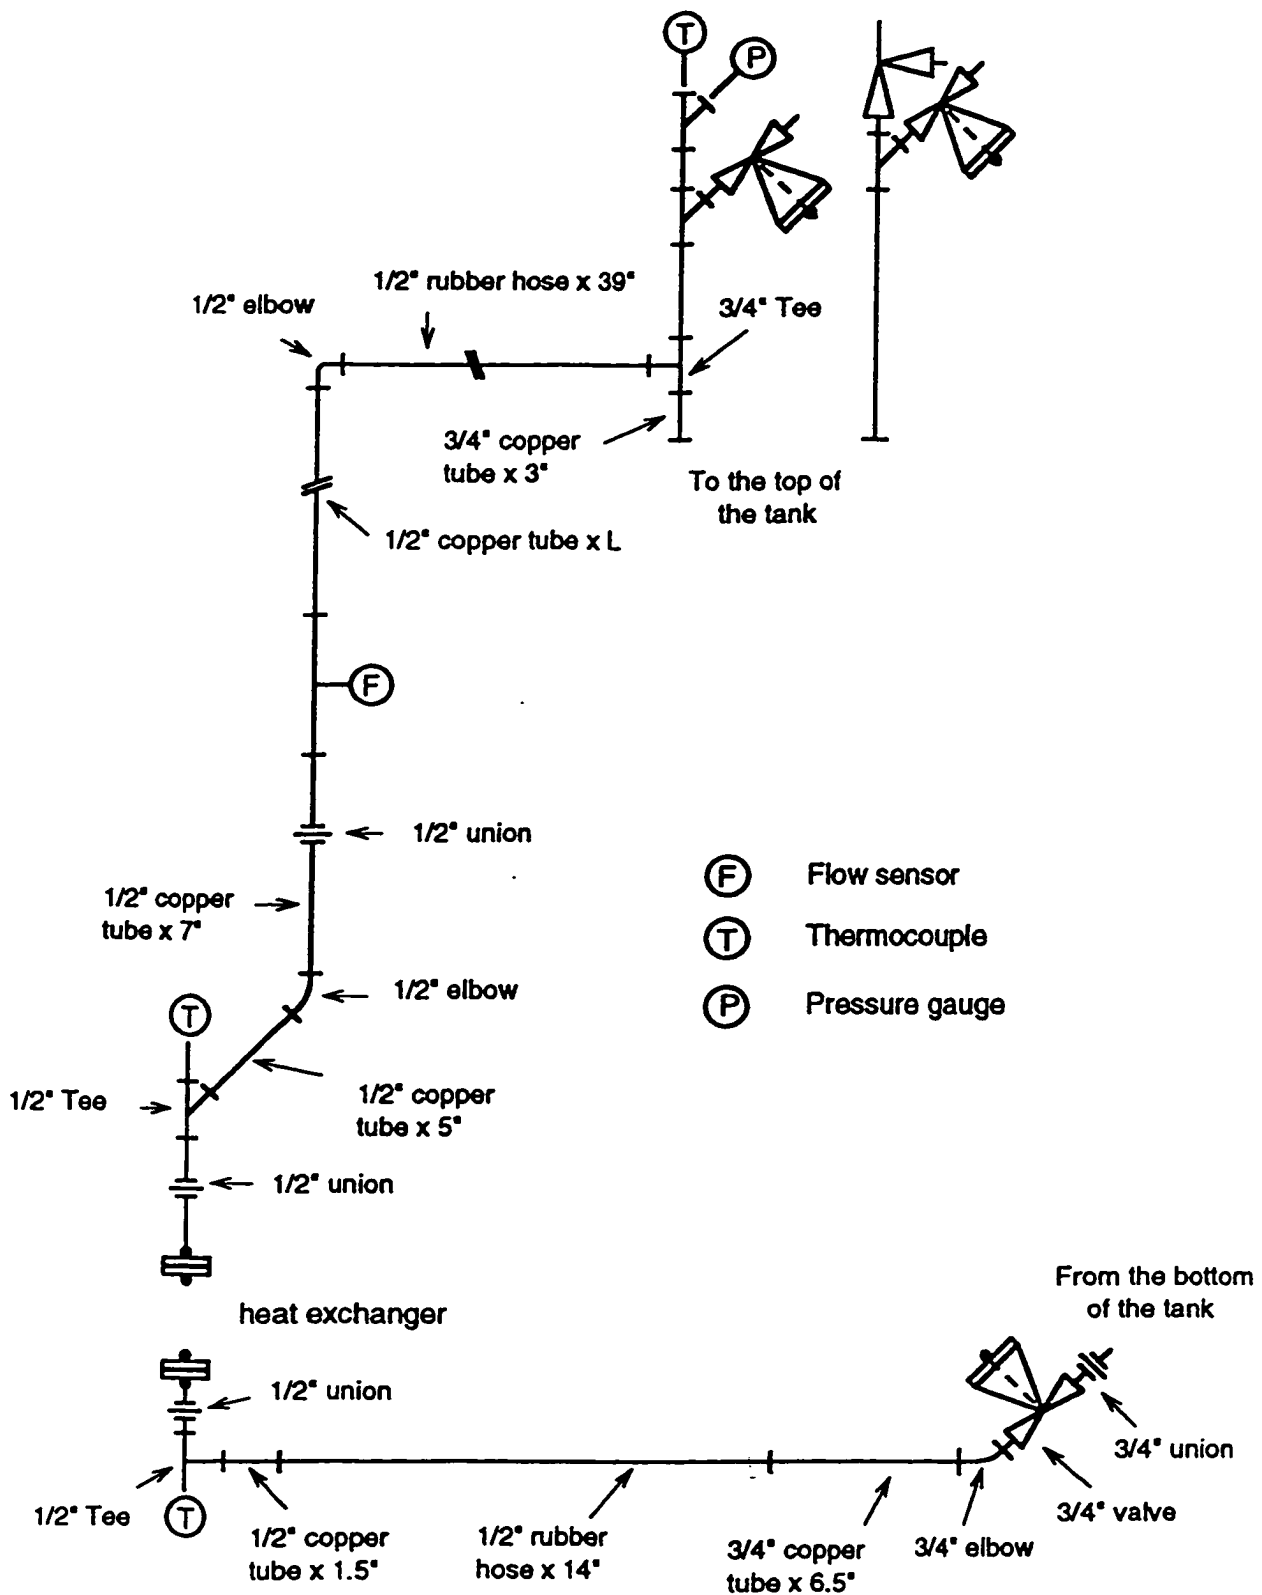 T
P
1/2" rubber hose x 39"
1/2" elbow
3/4" Tee
3/4" copper
tube x 3"
To the top of
the tank
1/2" copper tube x L
F
1/2" union
1/2" copper
tube x 7"
F Flow sensor
T Thermocouple
P Pressure gauge
1/2" elbow
T
1/2" Tee
1/2" copper
tube x 5"
1/2" union
heat exchanger
From the bottom
of the tank
1/2" union
3/4" union
3/4" valve
1/2" Tee
T
1/2" copper
tube x 1.5"
1/2" rubber
hose x 14"
3/4" copper
tube x 6.5"
3/4" elbow